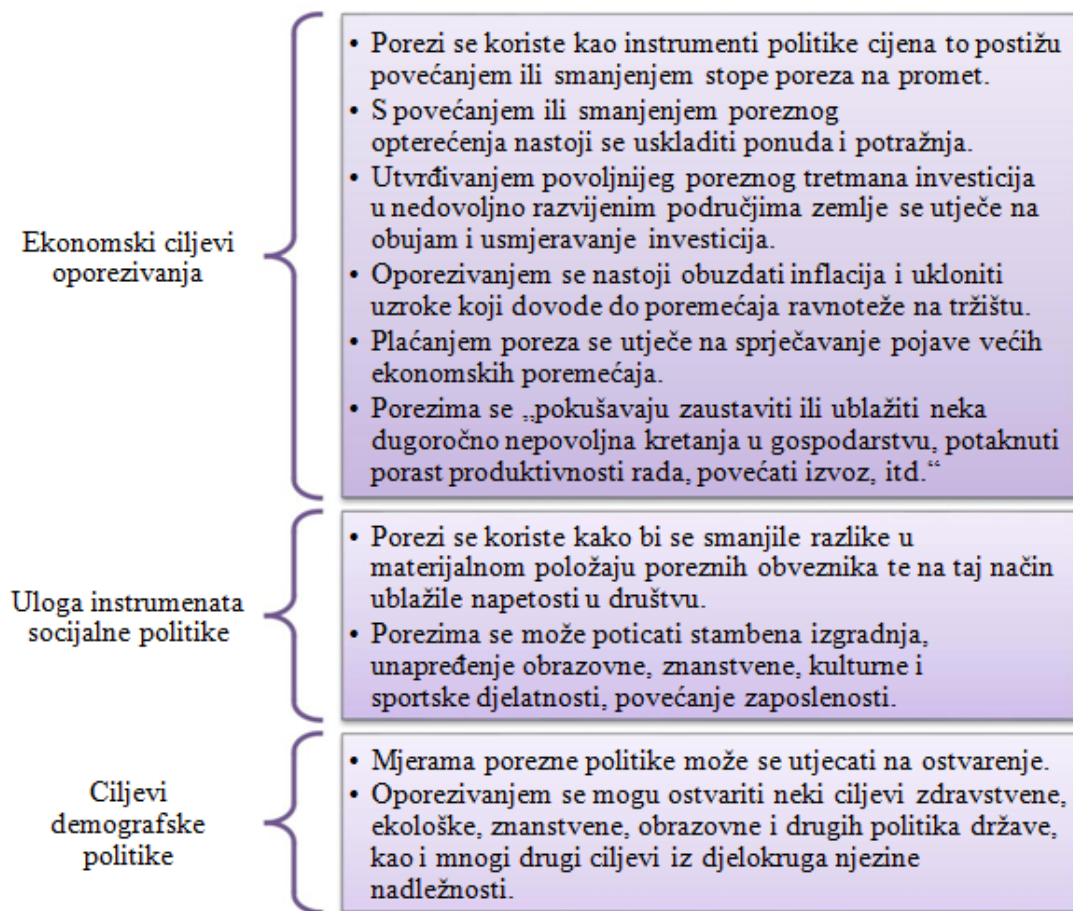 Ekonomski ciljevi
oporezivanja
• Porezi se koriste kao instrumenti politike cijena to postižu
povećanjem ili smanjenjem stope poreza na promet.
• S povećanjem ili smanjenjem poreznog
opterećenja nastoji se uskladiti ponuda i potražnja.
• Utvrđivanjem povoljnijeg poreznog tretmana investicija
u nedovoljno razvijenim područjima zemlje se utječe na
obujam i usmjeravanje investicija.
• Oporezivanjem se nastoji obuzdati inflacija i ukloniti
uzroke koji dovode do poremećaja ravnoteže na tržištu.
• Plaćanjem poreza se utječe na sprječavanje pojave većih
ekonomskih poremećaja.
• Porezima se „pokušavaju zaustaviti ili ublažiti neka
dugoročno nepovoljna kretanja u gospodarstvu, potaknuti
porast produktivnosti rada, povećati izvoz, itd.“
Uloga instrumenata
socijalne politike
• Porezi se koriste kako bi se smanjile razlike u
materijalnom položaju poreznih obveznika te na taj način
ublažile napetosti u društvu.
• Porezima se može poticati stambena izgradnja,
unapređenje obrazovne, znanstvene, kulturne i
sportske djelatnosti, povećanje zaposlenosti.
Ciljevi
demografske
politike
• Mjerama porezne politike može se utjecati na ostvarenje.
• Oporezivanjem se mogu ostvariti neki ciljevi zdravstvene,
ekološke, znanstvene, obrazovne i drugih politika države,
kao i mnogi drugi ciljevi iz djelokruga njezine
nadležnosti.